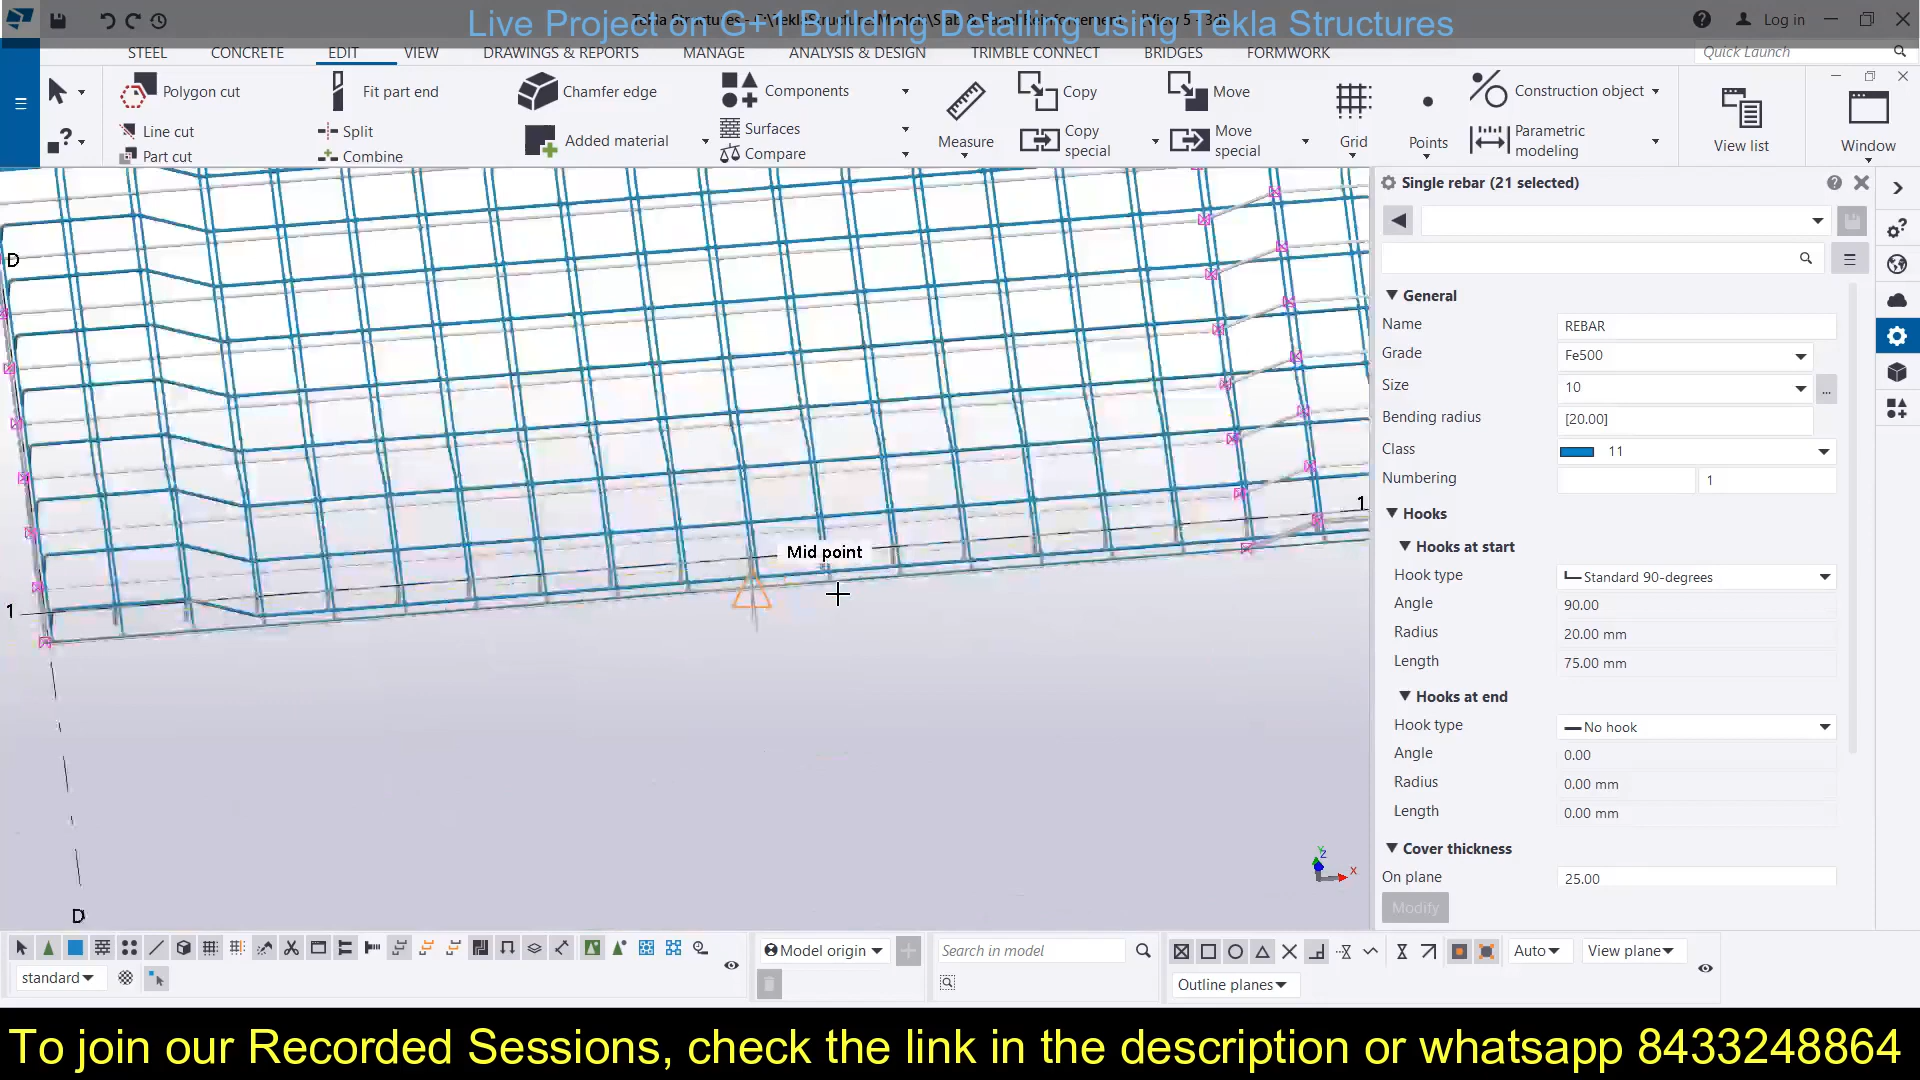 Live Project on G+1 Building Detailing using Tekla Structures
Log in
STEEL CONCRETE EDIT VIEW DRAWINGS & REPORTS MANAGE ANALYSIS & DESIGN TRIMBLE CONNECT BRIDGES FORMWORK Quick Launch
Polygon cut Fit part end Chamfer edge Components Copy Move Construction object
Line cut Split Added material Surfaces Measure Copy special Move special Grid Points Parametric modeling View list Window
Part cut Combine Compare
Single rebar (21 selected)
General
Name REBAR
Grade Fe500
Size 10 ...
Bending radius [20.00]
Class 11
Numbering 1
Hooks
Hooks at start
Hook type Standard 90-degrees
Angle 90.00
Radius 20.00 mm
Length 75.00 mm
Hooks at end
Hook type No hook
Angle 0.00
Radius 0.00 mm
Length 0.00 mm
Cover thickness
On plane 25.00
Modify
D
1
Mid point
1
D
Z
X
Model origin Search in model Auto View plane
standard Outline planes
To join our Recorded Sessions, check the link in the description or whatsapp 8433248864